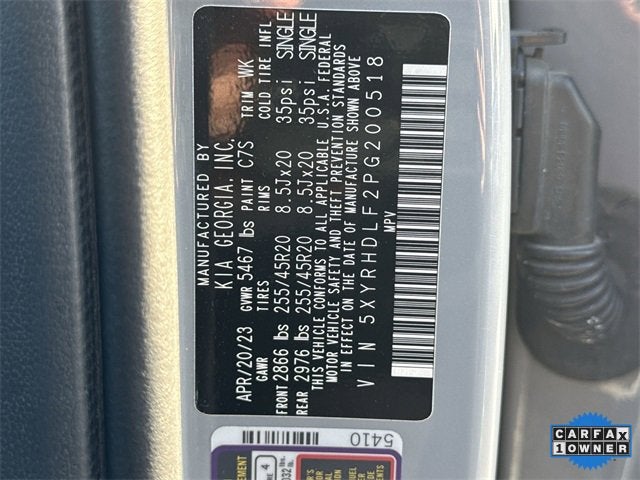 MANUFACTURED BY
KIA GEORGIA, INC.
APR/20/23 GVWR 5467 lbs PAINT C7S TRIM WK
GAWR TIRES RIMS COLD TIRE INFL
FRONT 2866 lbs 255/45R20 8.5Jx20 35psi SINGLE
REAR 2976 lbs 255/45R20 8.5Jx20 35psi SINGLE
THIS VEHICLE CONFORMS TO ALL APPLICABLE U.S.A. FEDERAL
MOTOR VEHICLE SAFETY AND THEFT PREVENTION STANDARDS
IN EFFECT ON THE DATE OF MANUFACTURE SHOWN ABOVE
VIN 5XYRHDLF2PG200518
MPV
5410
CARFAX
1 OWNER